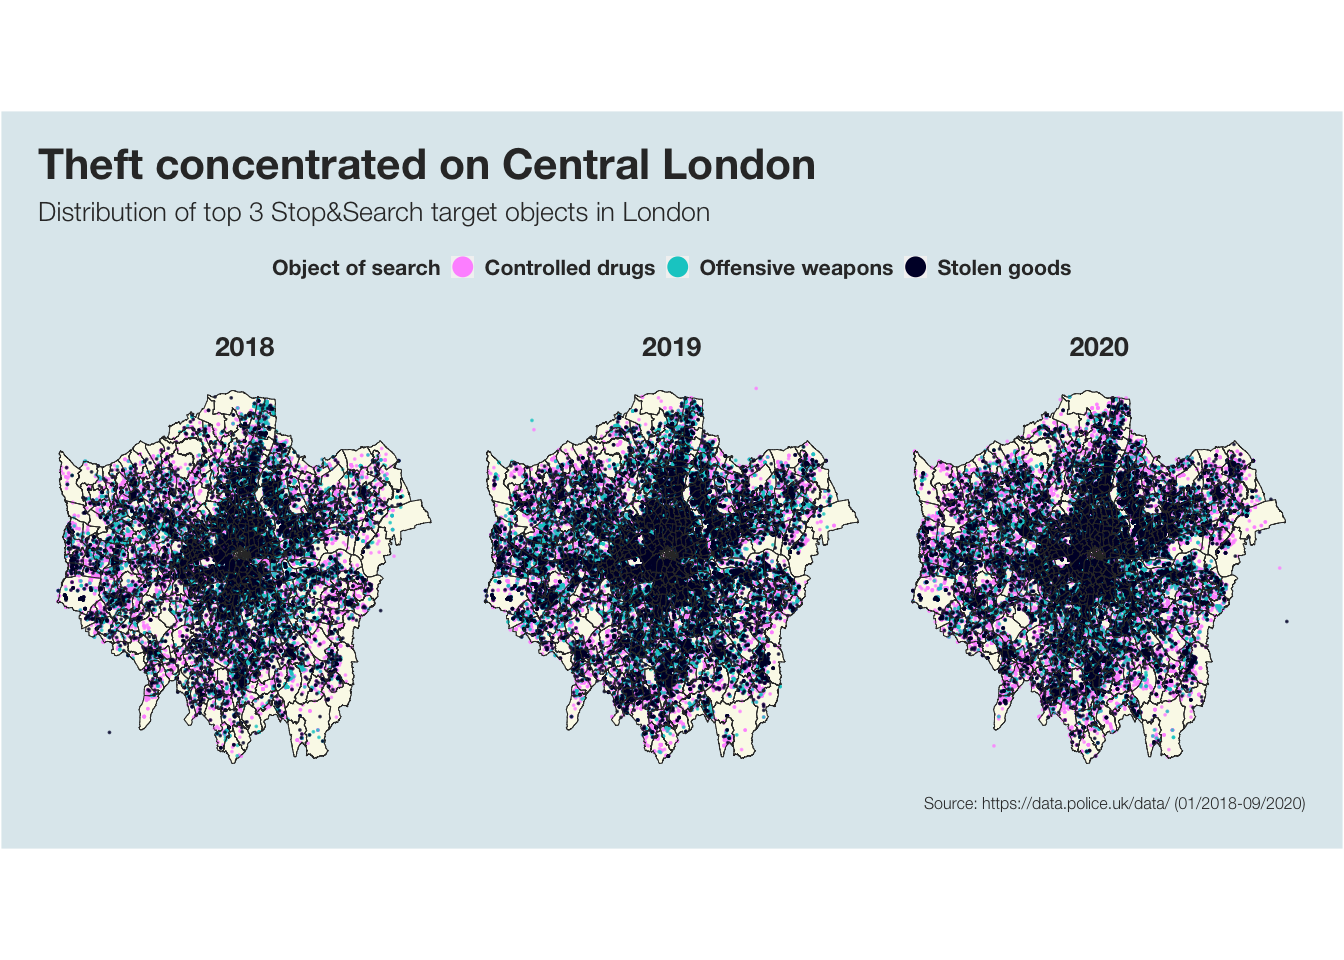 Theft concentrated on Central London
Distribution of top 3 Stop&Search target objects in London
Object of search Controlled drugs Offensive weapons Stolen goods
2018 2019 2020
Source: https://data.police.uk/data/ (01/2018-09/2020)